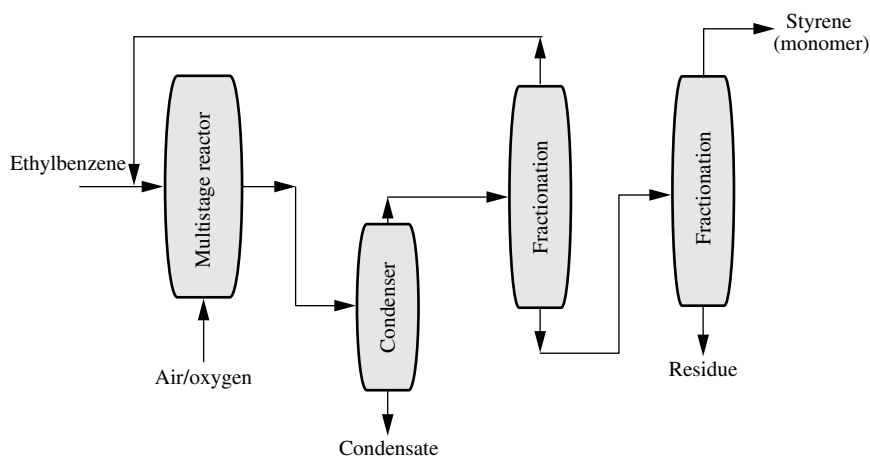 Styrene
(monomer)
Ethylbenzene
Multistage reactor
Fractionation
Fractionation
Condenser
Air/oxygen
Residue
Condensate